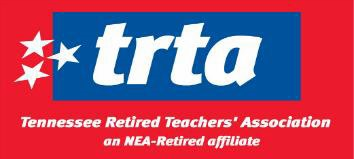 trta
Tennessee Retired Teachers' Association
an NEA-Retired affiliate